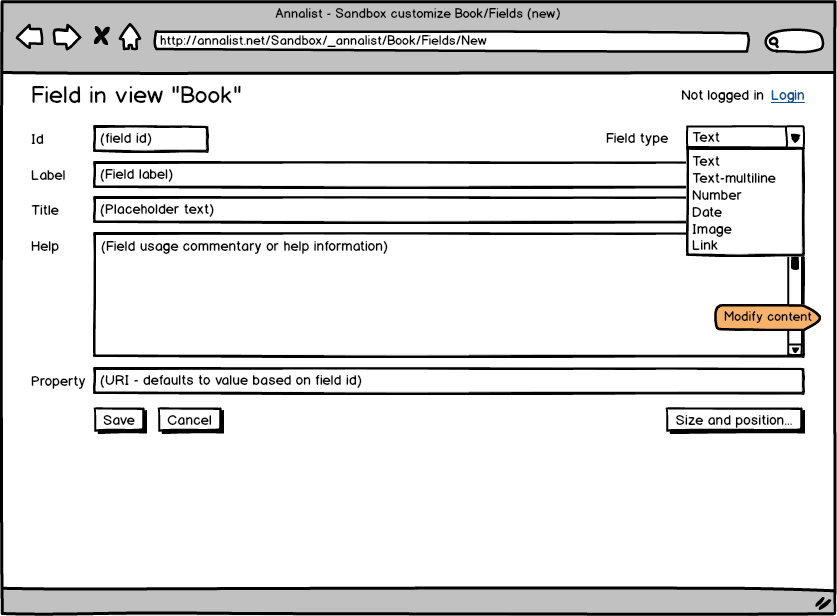 Annalist - Sandbox customize Book/Fields (new)
http://annalist.net/Sandbox/_annalist/Book/Fields/New
Field in view "Book"
Not logged in Login
Id (field id) Field type Text
Text
Text-multiline
Number
Date
Image
Link
Label (Field label)
Title (Placeholder text)
Help (Field usage commentary or help information)
Modify content
Property (URI - defaults to value based on field id)
Save Cancel Size and position...